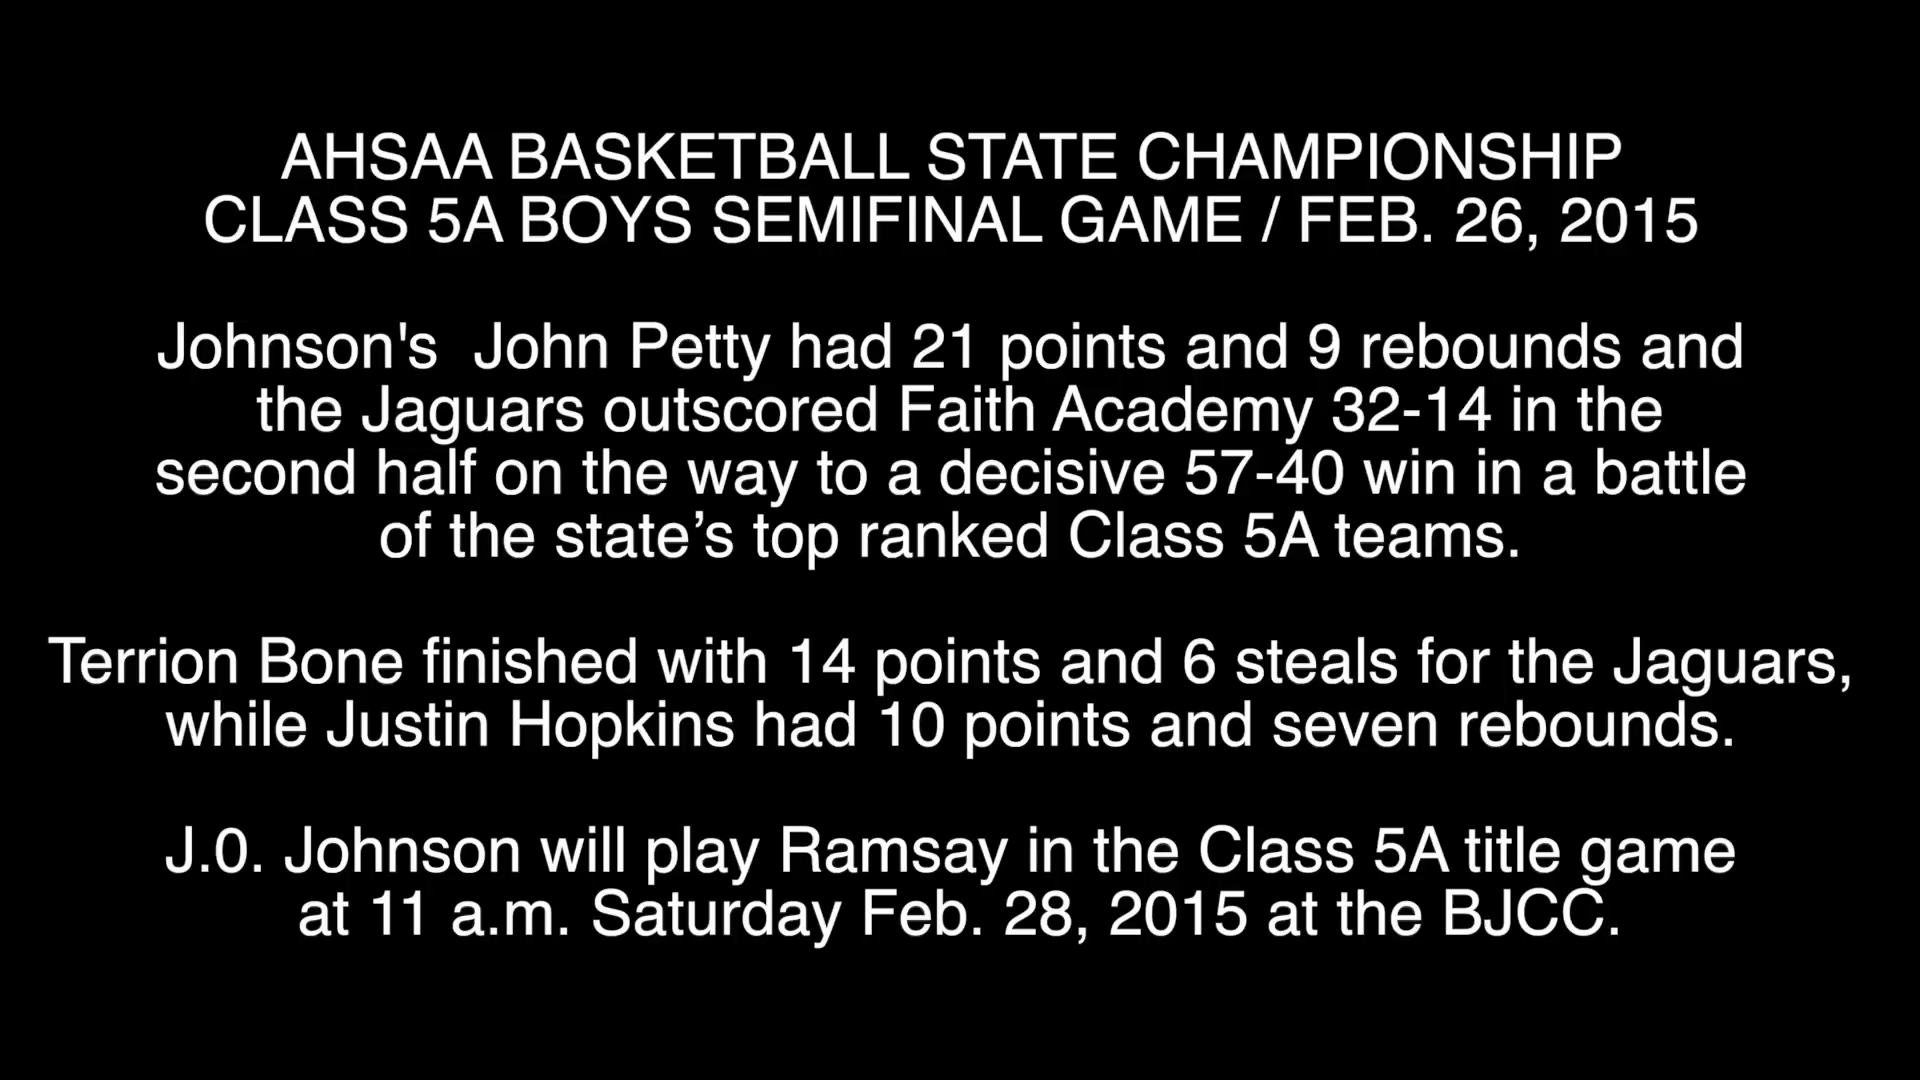 AHSAA BASKETBALL STATE CHAMPIONSHIP
CLASS 5A BOYS SEMIFINAL GAME / FEB. 26, 2015
Johnson's  John Petty had 21 points and 9 rebounds and
the Jaguars outscored Faith Academy 32-14 in the
second half on the way to a decisive 57-40 win in a battle
of the state’s top ranked Class 5A teams.
Terrion Bone finished with 14 points and 6 steals for the Jaguars,
while Justin Hopkins had 10 points and seven rebounds.
J.0. Johnson will play Ramsay in the Class 5A title game
at 11 a.m. Saturday Feb. 28, 2015 at the BJCC.